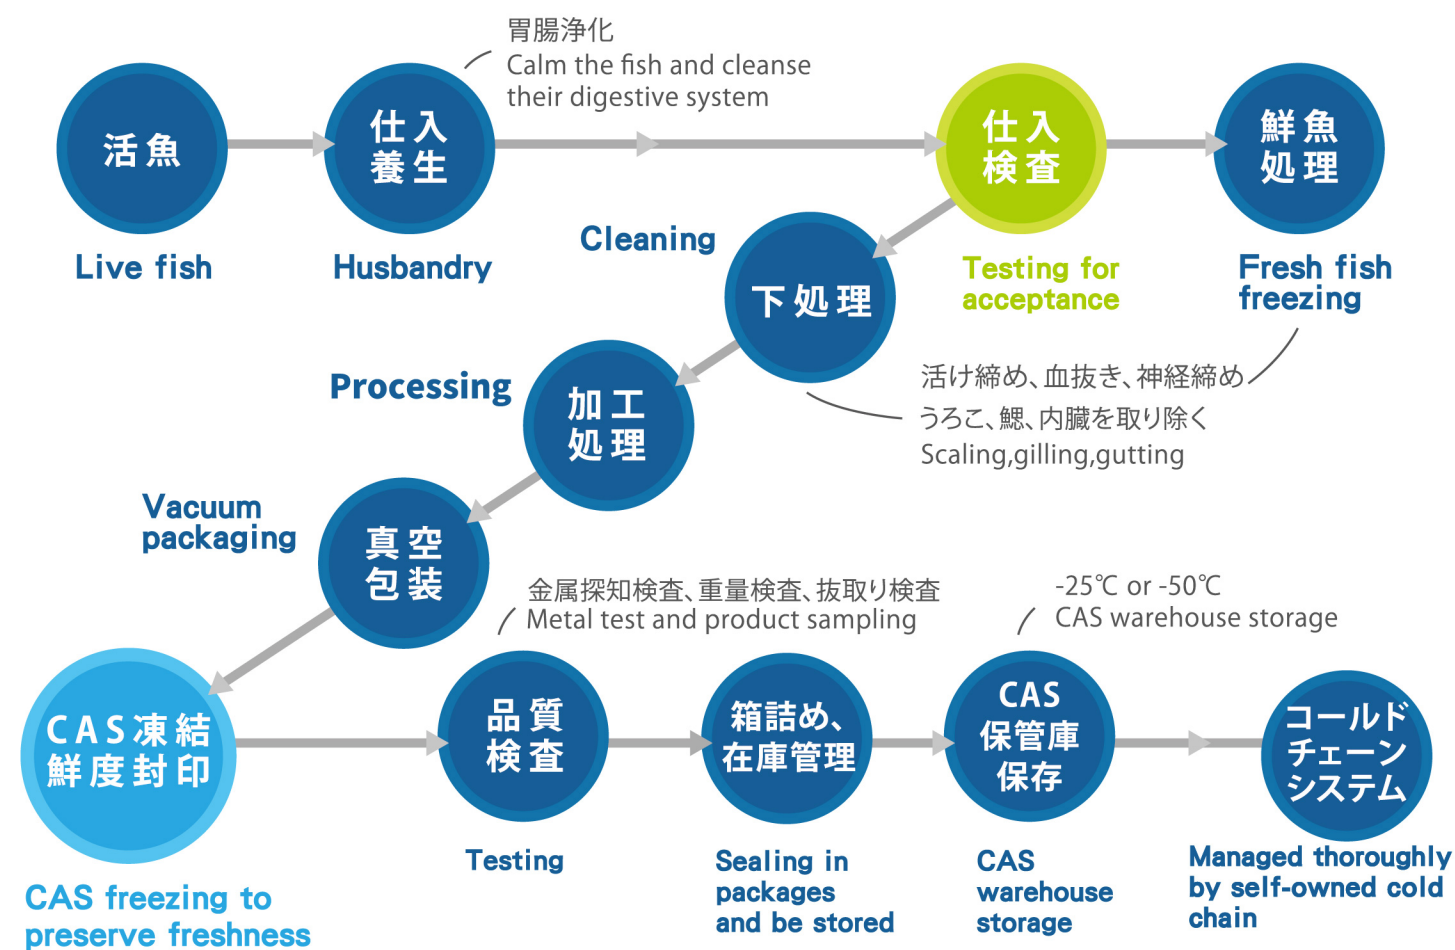 胃腸浄化
Calm the fish and cleanse
their digestive system
活魚
Live fish
仕入
養生
Husbandry
仕入
検査
Testing for
acceptance
鮮魚
処理
Fresh fish
freezing
活け締め、血抜き、神経締め
Cleaning
下処理
うろこ、鰓、内臓を取り除く
Scaling,gilling,gutting
Processing
加工
処理
Vacuum
packaging
真空
包装
CAS凍結
鮮度封印
CAS freezing to
preserve freshness
金属探知検査、重量検査、抜取り検査
Metal test and product sampling
品質
検査
Testing
箱詰め、
在庫管理
Sealing in
packages
and be stored
-25℃ or -50℃
CAS warehouse storage
CAS
保管庫
保存
CAS
warehouse
storage
コールド
チェーン
システム
Managed thoroughly
by self-owned cold
chain